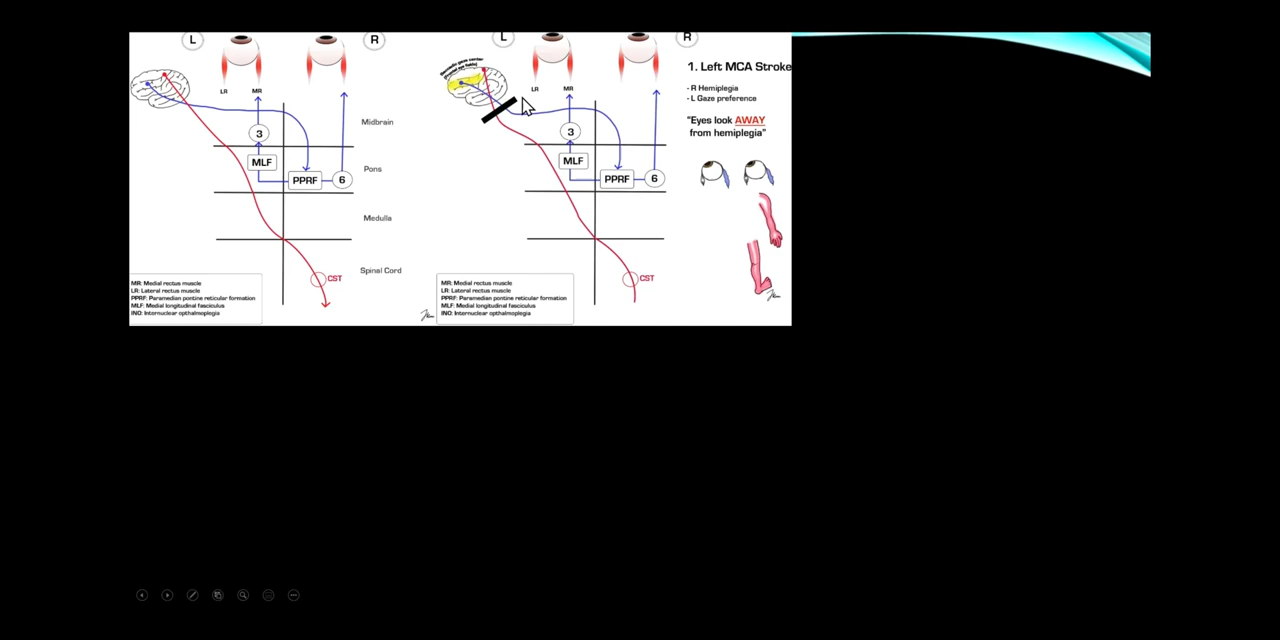 L
R
LR
MR
3
Midbrain
MLF
Pons
PPRF
6
Medulla
Spinal Cord
CST
MR: Medial rectus muscle
LR: Lateral rectus muscle
PPRF: Paramedian pontine reticular formation
MLF: Medial longitudinal fasciculus
INO: Internuclear opthalmoplegia
L
R
(frontal eye fields)
LR
MR
3
MLF
PPRF
6
CST
MR: Medial rectus muscle
LR: Lateral rectus muscle
PPRF: Paramedian pontine reticular formation
MLF: Medial longitudinal fasciculus
INO: Internuclear opthalmoplegia
1. Left MCA Stroke
- R Hemiplegia
- L Gaze preference
"Eyes look AWAY
from hemiplegia"